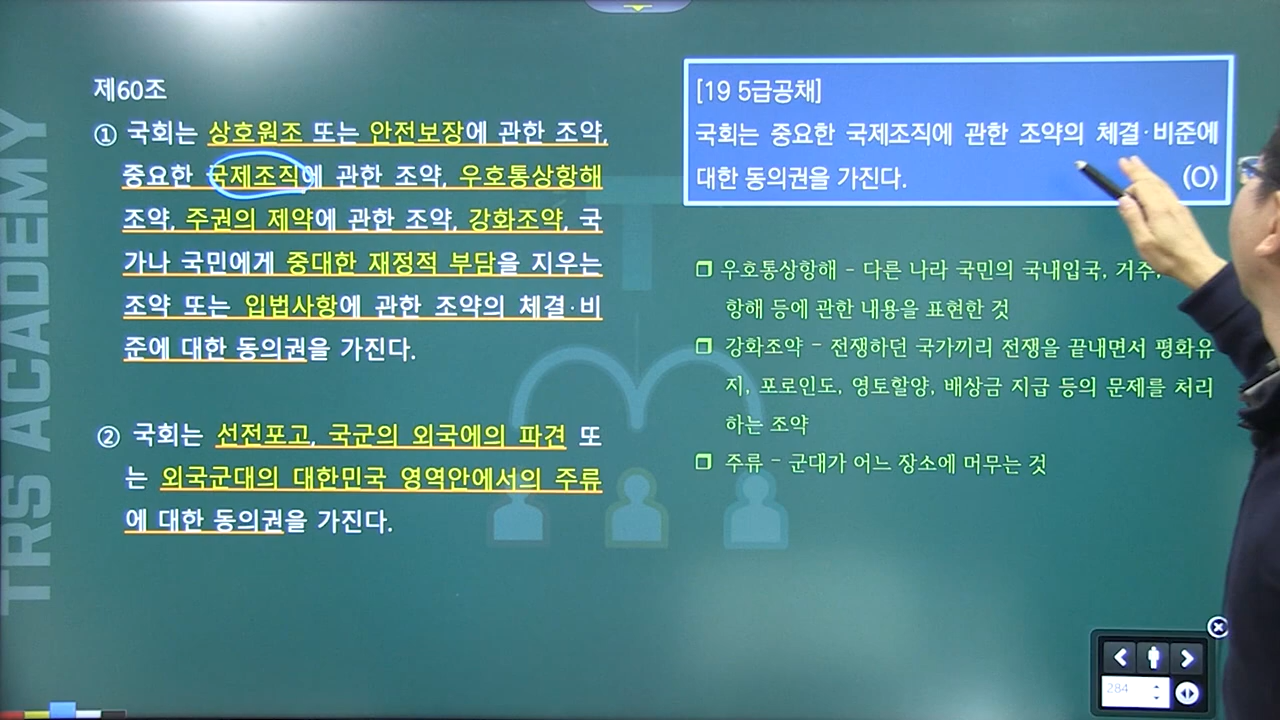 제60조
① 국회는 상호원조 또는 안전보장에 관한 조약,
중요한 국제조직에 관한 조약, 우호통상항해
조약, 주권의 제약에 관한 조약, 강화조약, 국
가나 국민에게 중대한 재정적 부담을 지우는
조약 또는 입법사항에 관한 조약의 체결·비
준에 대한 동의권을 가진다.
② 국회는 선전포고, 국군의 외국에의 파견 또
는 외국군대의 대한민국 영역안에서의 주류
에 대한 동의권을 가진다.
[19 5급공채]
국회는 중요한 국제조직에 관한 조약의 체결·비준에
대한 동의권을 가진다. (O)
❐ 우호통상항해 - 다른 나라 국민의 국내입국, 거주,
항해 등에 관한 내용을 표현한 것
❐ 강화조약 - 전쟁하던 국가끼리 전쟁을 끝내면서 평화유
지, 포로인도, 영토할양, 배상금 지급 등의 문제를 처리
하는 조약
❐ 주류 - 군대가 어느 장소에 머무는 것
TRS ACADEMY
284